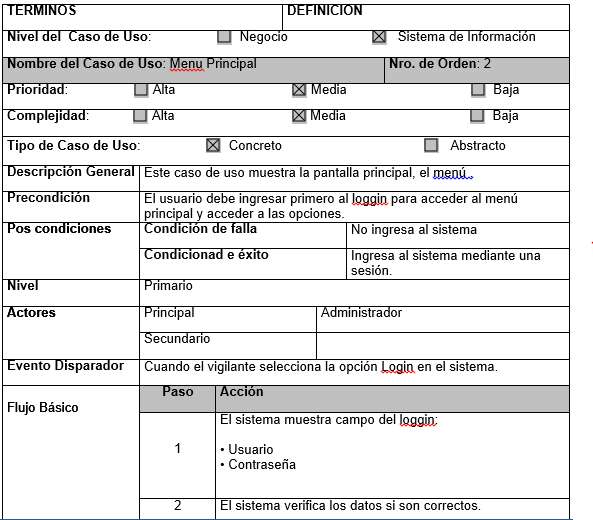 TERMINOS DEFINICION
Nivel del Caso de Uso: Negocio Sistema de Información
Nombre del Caso de Uso: Menu Principal Nro. de Orden: 2
Prioridad: Alta Media Baja
Complejidad: Alta Media Baja
Tipo de Caso de Uso: Concreto Abstracto
Descripción General Este caso de uso muestra la pantalla principal, el menú .
Precondición El usuario debe ingresar primero al loggin para acceder al menú
principal y acceder a las opciones.
Pos condiciones Condición de falla No ingresa al sistema
Condicionad e éxito Ingresa al sistema mediante una
sesión.
Nivel Primario
Actores Principal Administrador
Secundario
Evento Disparador Cuando el vigilante selecciona la opción Login en el sistema.
Flujo Básico Paso Acción
El sistema muestra campo del loggin:
1 • Usuario
• Contraseña
2 El sistema verifica los datos si son correctos.